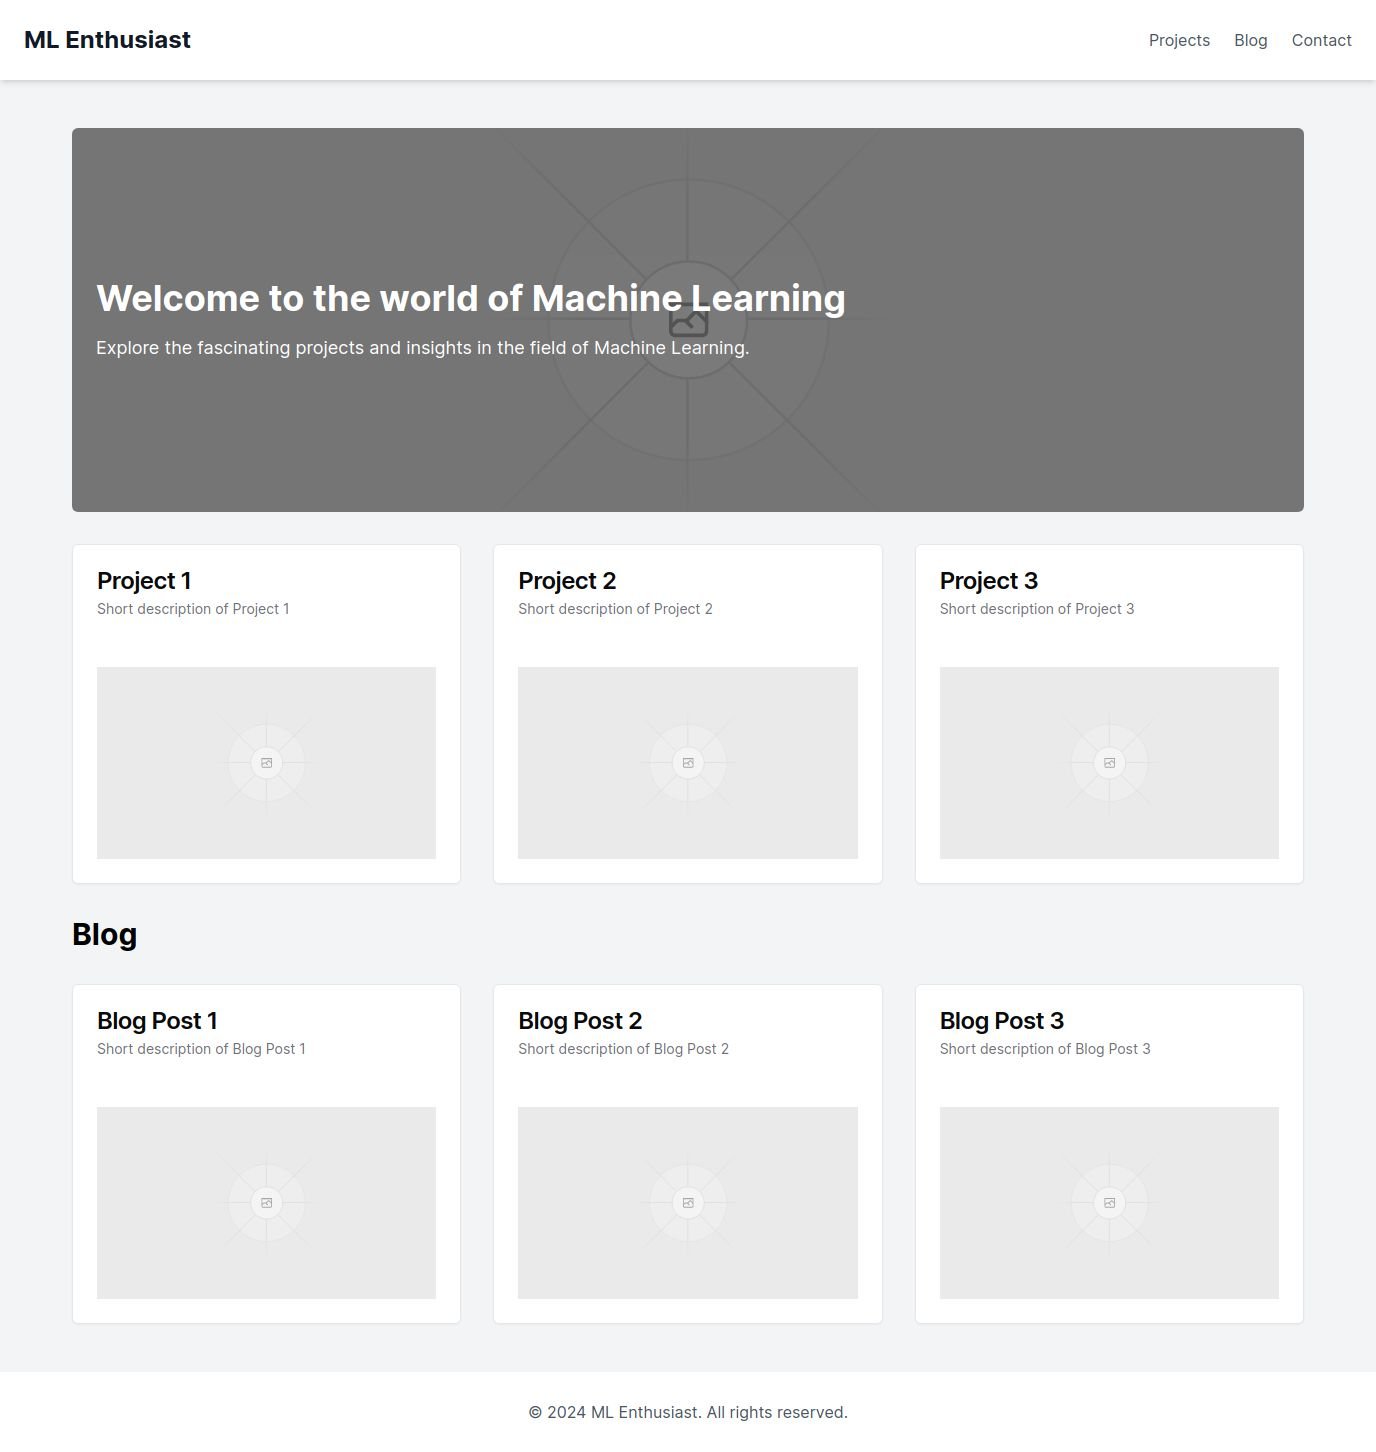 ML Enthusiast
Projects Blog Contact
Welcome to the world of Machine Learning
Explore the fascinating projects and insights in the field of Machine Learning.
Project 1
Short description of Project 1
Project 2
Short description of Project 2
Project 3
Short description of Project 3
Blog
Blog Post 1
Short description of Blog Post 1
Blog Post 2
Short description of Blog Post 2
Blog Post 3
Short description of Blog Post 3
© 2024 ML Enthusiast. All rights reserved.